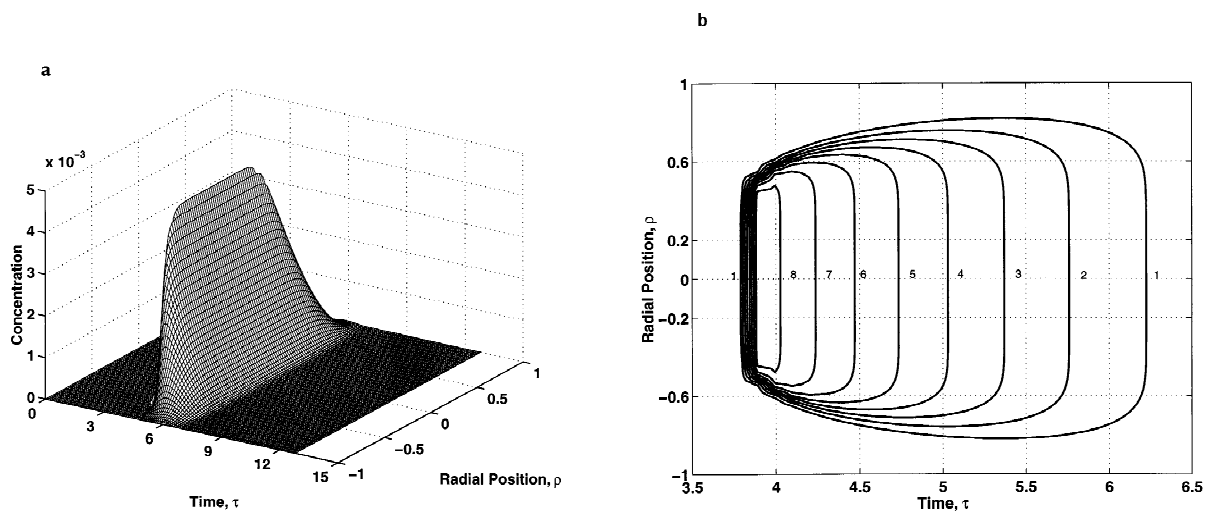 a
x 10⁻³
5
4
3
2
1
0
Concentration
0
3
6
9
12
15
Time, τ
−1
−0.5
0
0.5
1
Radial Position, ρ
b
1
0.6
0.2
0
−0.2
−0.6
−1
Radial Position, ρ
1 8 7 6 5 4 3 2 1
3.5 4 4.5 5 5.5 6 6.5
Time, τ